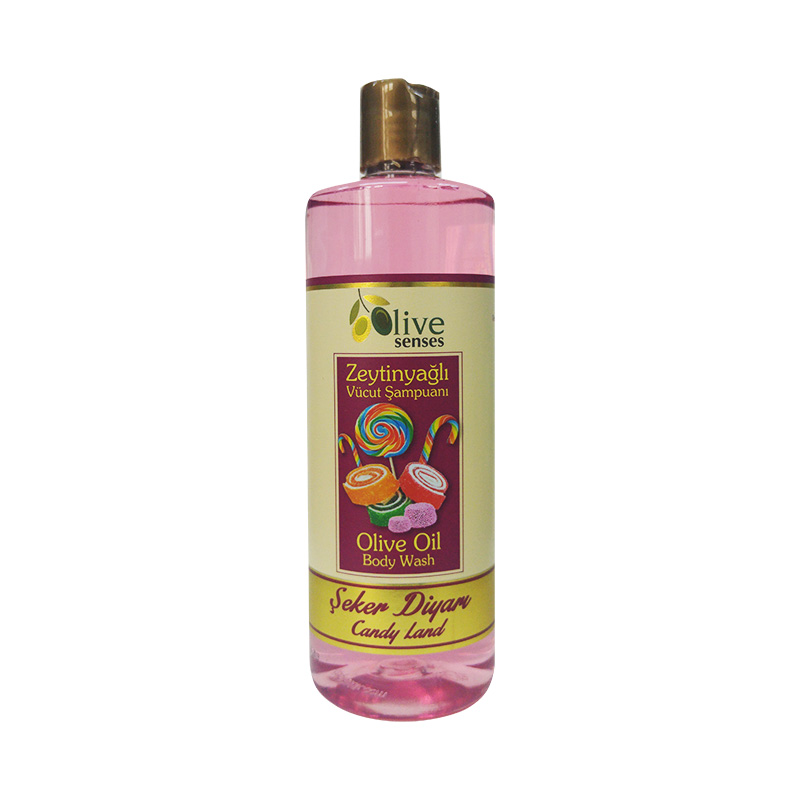 Olive
senses
Zeytinyağlı
Vücut Şampuanı
Olive Oil
Body Wash
Şeker Diyarı
Candy Land